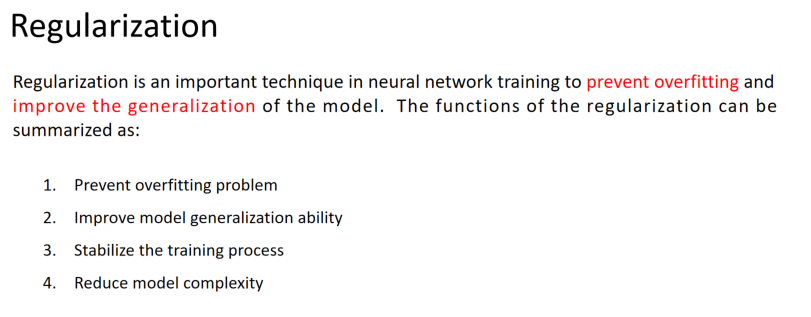 Regularization
Regularization is an important technique in neural network training to prevent overfitting and
improve the generalization of the model. The functions of the regularization can be
summarized as:
1. Prevent overfitting problem
2. Improve model generalization ability
3. Stabilize the training process
4. Reduce model complexity